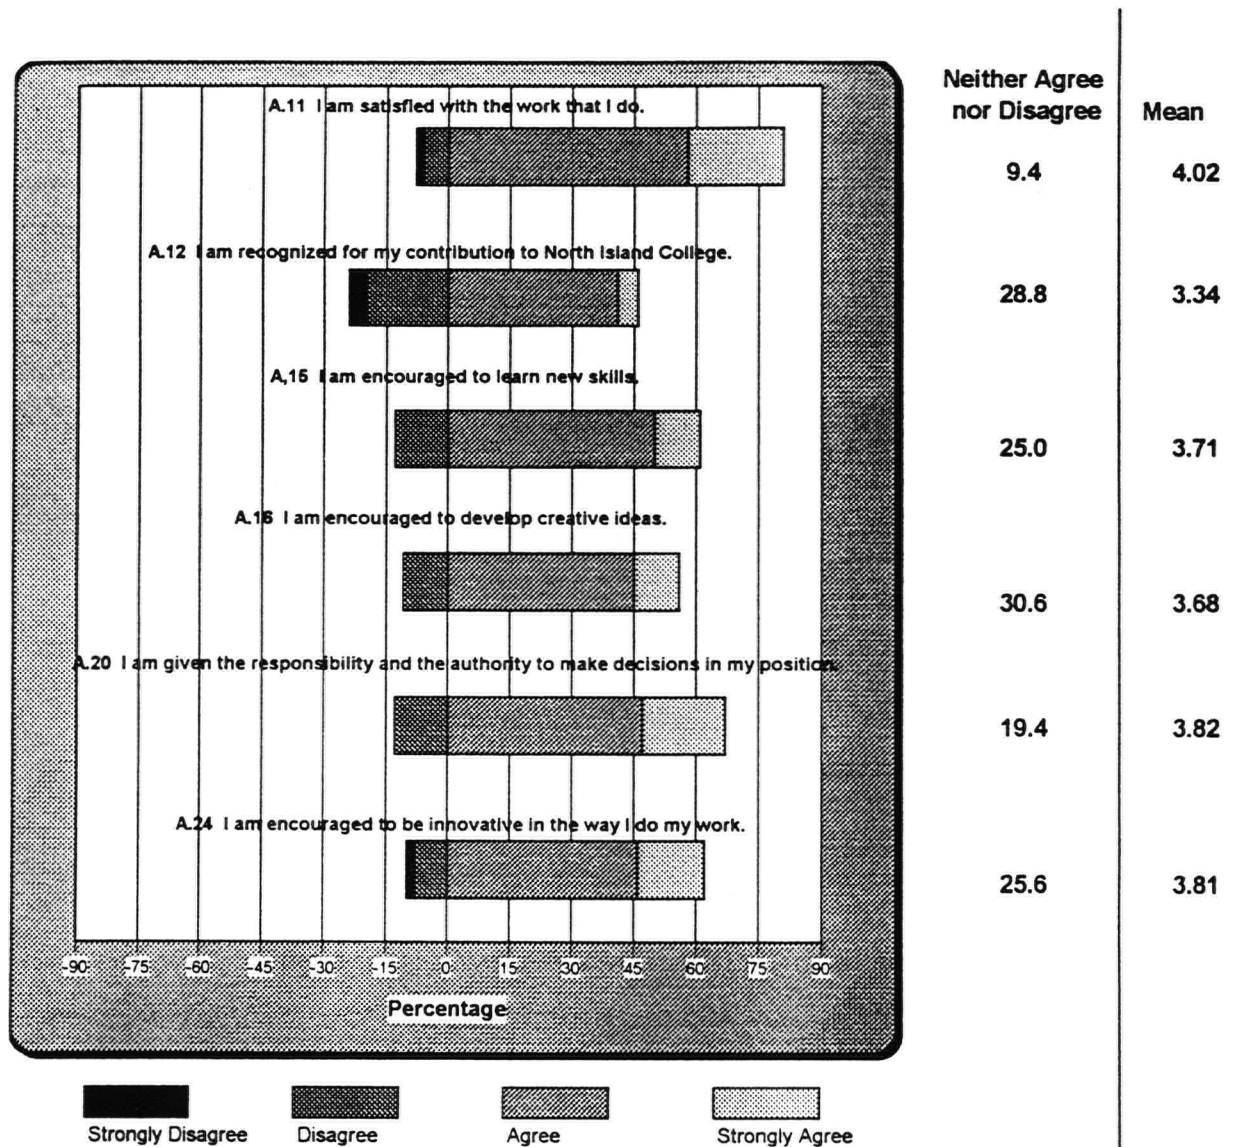 Neither Agree
nor Disagree
Mean
A.11 I am satisfied with the work that I do.
9.4
4.02
A.12 I am recognized for my contribution to North Island College.
28.8
3.34
A,15 I am encouraged to learn new skills.
25.0
3.71
A.16 I am encouraged to develop creative ideas.
30.6
3.68
A.20 I am given the responsibility and the authority to make decisions in my position.
19.4
3.82
A.24 I am encouraged to be innovative in the way I do my work.
25.6
3.81
-90 -75 -60 -45 -30 -15 0 15 30 45 60 75 90
Percentage
Strongly Disagree
Disagree
Agree
Strongly Agree